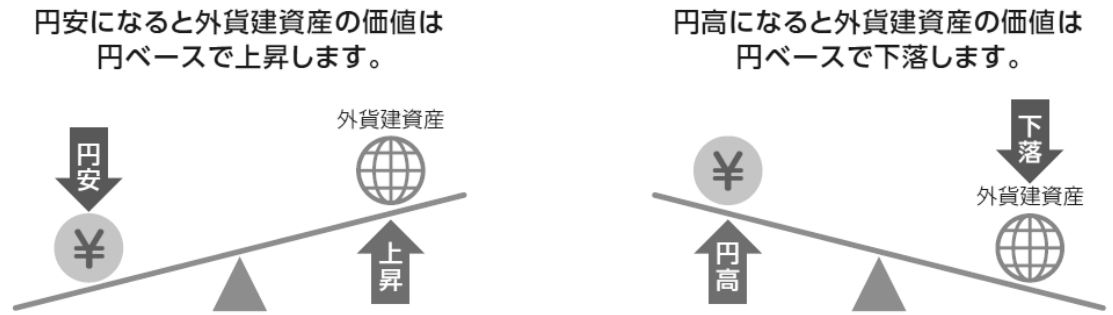 円安になると外貨建資産の価値は
円ベースで上昇します。
外貨建資産
円安
¥
上昇
円高になると外貨建資産の価値は
円ベースで下落します。
下落
¥
外貨建資産
円高